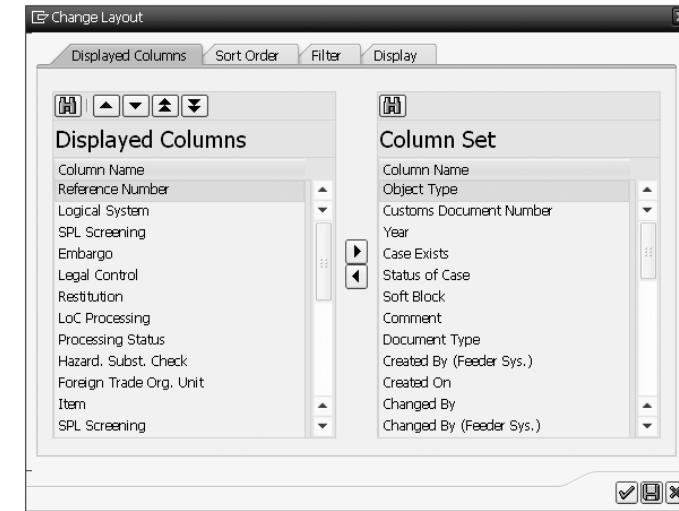 Change Layout
Displayed Columns Sort Order Filter Display
Displayed Columns
Column Name
Reference Number
Logical System
SPL Screening
Embargo
Legal Control
Restitution
LoC Processing
Processing Status
Hazard. Subst. Check
Foreign Trade Org. Unit
Item
SPL Screening
Column Set
Column Name
Object Type
Customs Document Number
Year
Case Exists
Status of Case
Soft Block
Comment
Document Type
Created By (Feeder Sys.)
Created On
Changed By
Changed By (Feeder Sys.)